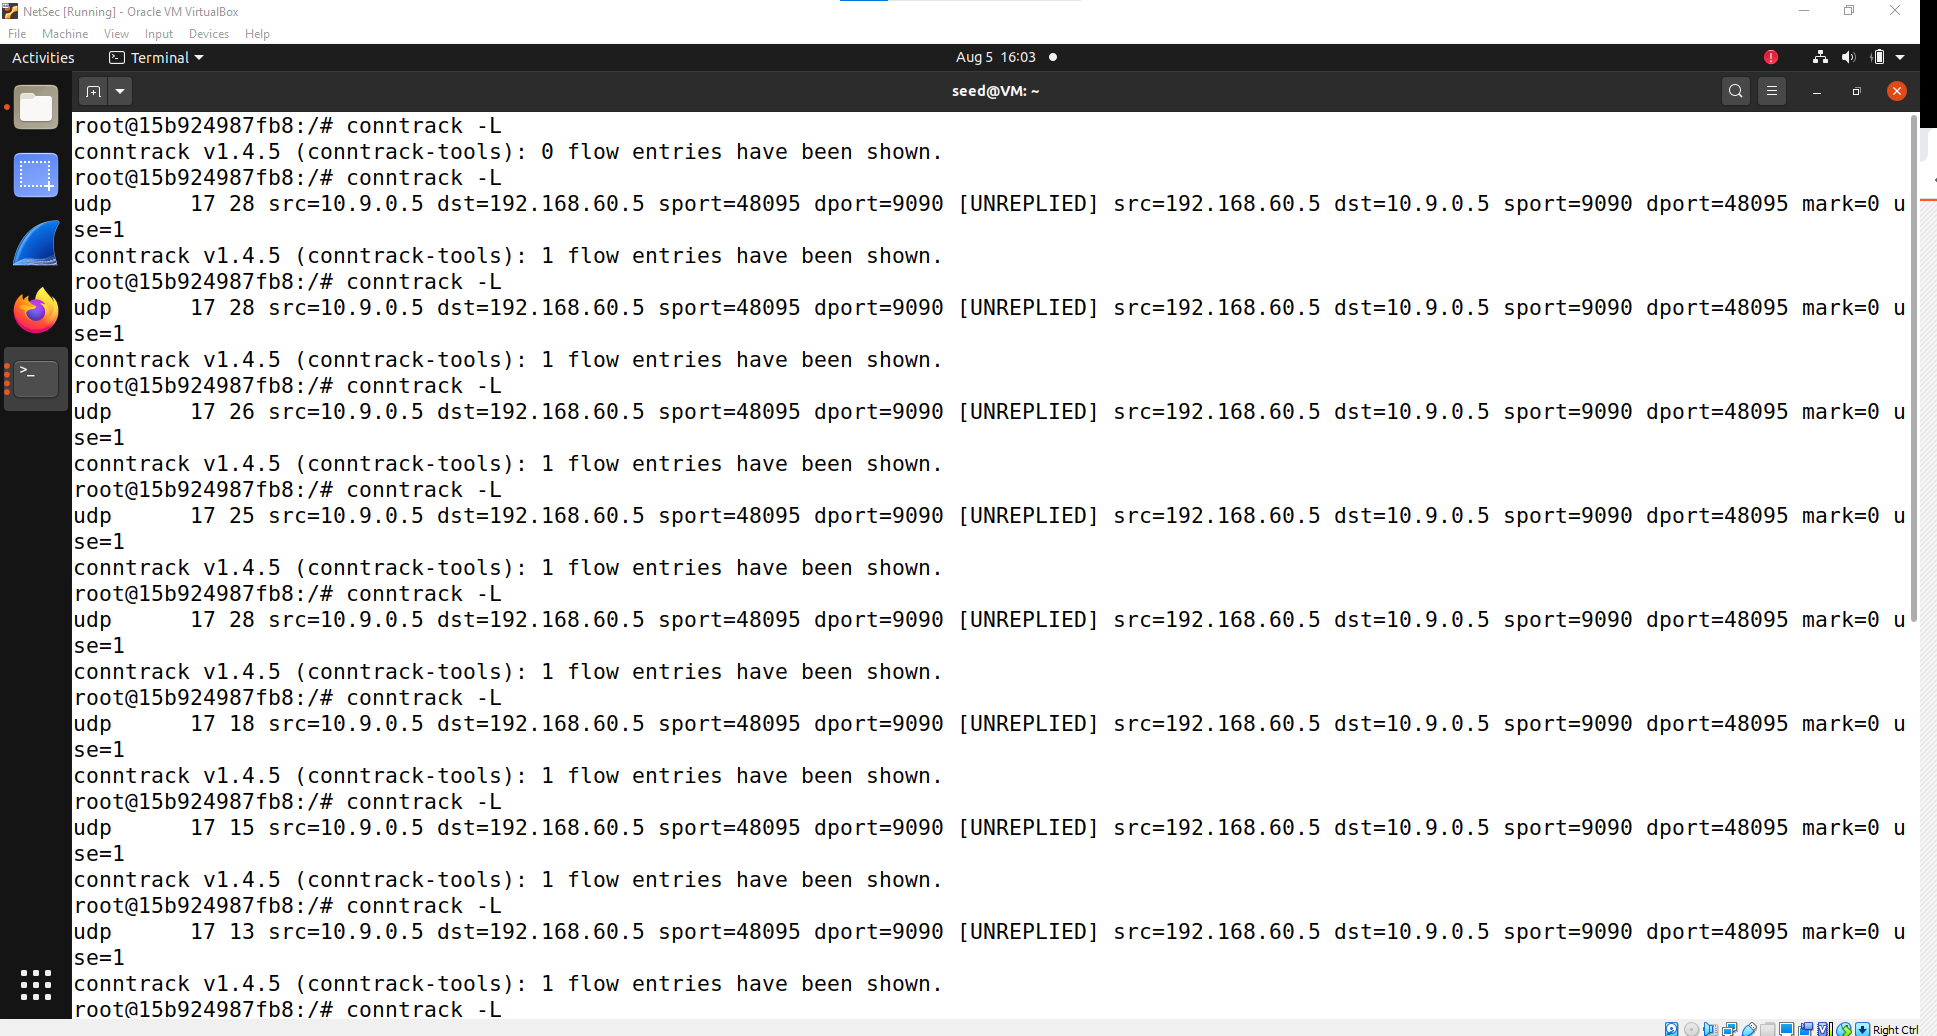 NetSec [Running] - Oracle VM VirtualBox
File Machine View Input Devices Help
Activities Terminal Aug 5 16:03
seed@VM: ~
root@15b924987fb8:/# conntrack -L
conntrack v1.4.5 (conntrack-tools): 0 flow entries have been shown.
root@15b924987fb8:/# conntrack -L
udp      17 28 src=10.9.0.5 dst=192.168.60.5 sport=48095 dport=9090 [UNREPLIED] src=192.168.60.5 dst=10.9.0.5 sport=9090 dport=48095 mark=0 u
se=1
conntrack v1.4.5 (conntrack-tools): 1 flow entries have been shown.
root@15b924987fb8:/# conntrack -L
udp      17 28 src=10.9.0.5 dst=192.168.60.5 sport=48095 dport=9090 [UNREPLIED] src=192.168.60.5 dst=10.9.0.5 sport=9090 dport=48095 mark=0 u
se=1
conntrack v1.4.5 (conntrack-tools): 1 flow entries have been shown.
root@15b924987fb8:/# conntrack -L
udp      17 26 src=10.9.0.5 dst=192.168.60.5 sport=48095 dport=9090 [UNREPLIED] src=192.168.60.5 dst=10.9.0.5 sport=9090 dport=48095 mark=0 u
se=1
conntrack v1.4.5 (conntrack-tools): 1 flow entries have been shown.
root@15b924987fb8:/# conntrack -L
udp      17 25 src=10.9.0.5 dst=192.168.60.5 sport=48095 dport=9090 [UNREPLIED] src=192.168.60.5 dst=10.9.0.5 sport=9090 dport=48095 mark=0 u
se=1
conntrack v1.4.5 (conntrack-tools): 1 flow entries have been shown.
root@15b924987fb8:/# conntrack -L
udp      17 28 src=10.9.0.5 dst=192.168.60.5 sport=48095 dport=9090 [UNREPLIED] src=192.168.60.5 dst=10.9.0.5 sport=9090 dport=48095 mark=0 u
se=1
conntrack v1.4.5 (conntrack-tools): 1 flow entries have been shown.
root@15b924987fb8:/# conntrack -L
udp      17 18 src=10.9.0.5 dst=192.168.60.5 sport=48095 dport=9090 [UNREPLIED] src=192.168.60.5 dst=10.9.0.5 sport=9090 dport=48095 mark=0 u
se=1
conntrack v1.4.5 (conntrack-tools): 1 flow entries have been shown.
root@15b924987fb8:/# conntrack -L
udp      17 15 src=10.9.0.5 dst=192.168.60.5 sport=48095 dport=9090 [UNREPLIED] src=192.168.60.5 dst=10.9.0.5 sport=9090 dport=48095 mark=0 u
se=1
conntrack v1.4.5 (conntrack-tools): 1 flow entries have been shown.
root@15b924987fb8:/# conntrack -L
udp      17 13 src=10.9.0.5 dst=192.168.60.5 sport=48095 dport=9090 [UNREPLIED] src=192.168.60.5 dst=10.9.0.5 sport=9090 dport=48095 mark=0 u
se=1
conntrack v1.4.5 (conntrack-tools): 1 flow entries have been shown.
root@15b924987fb8:/# conntrack -L
Right Ctrl